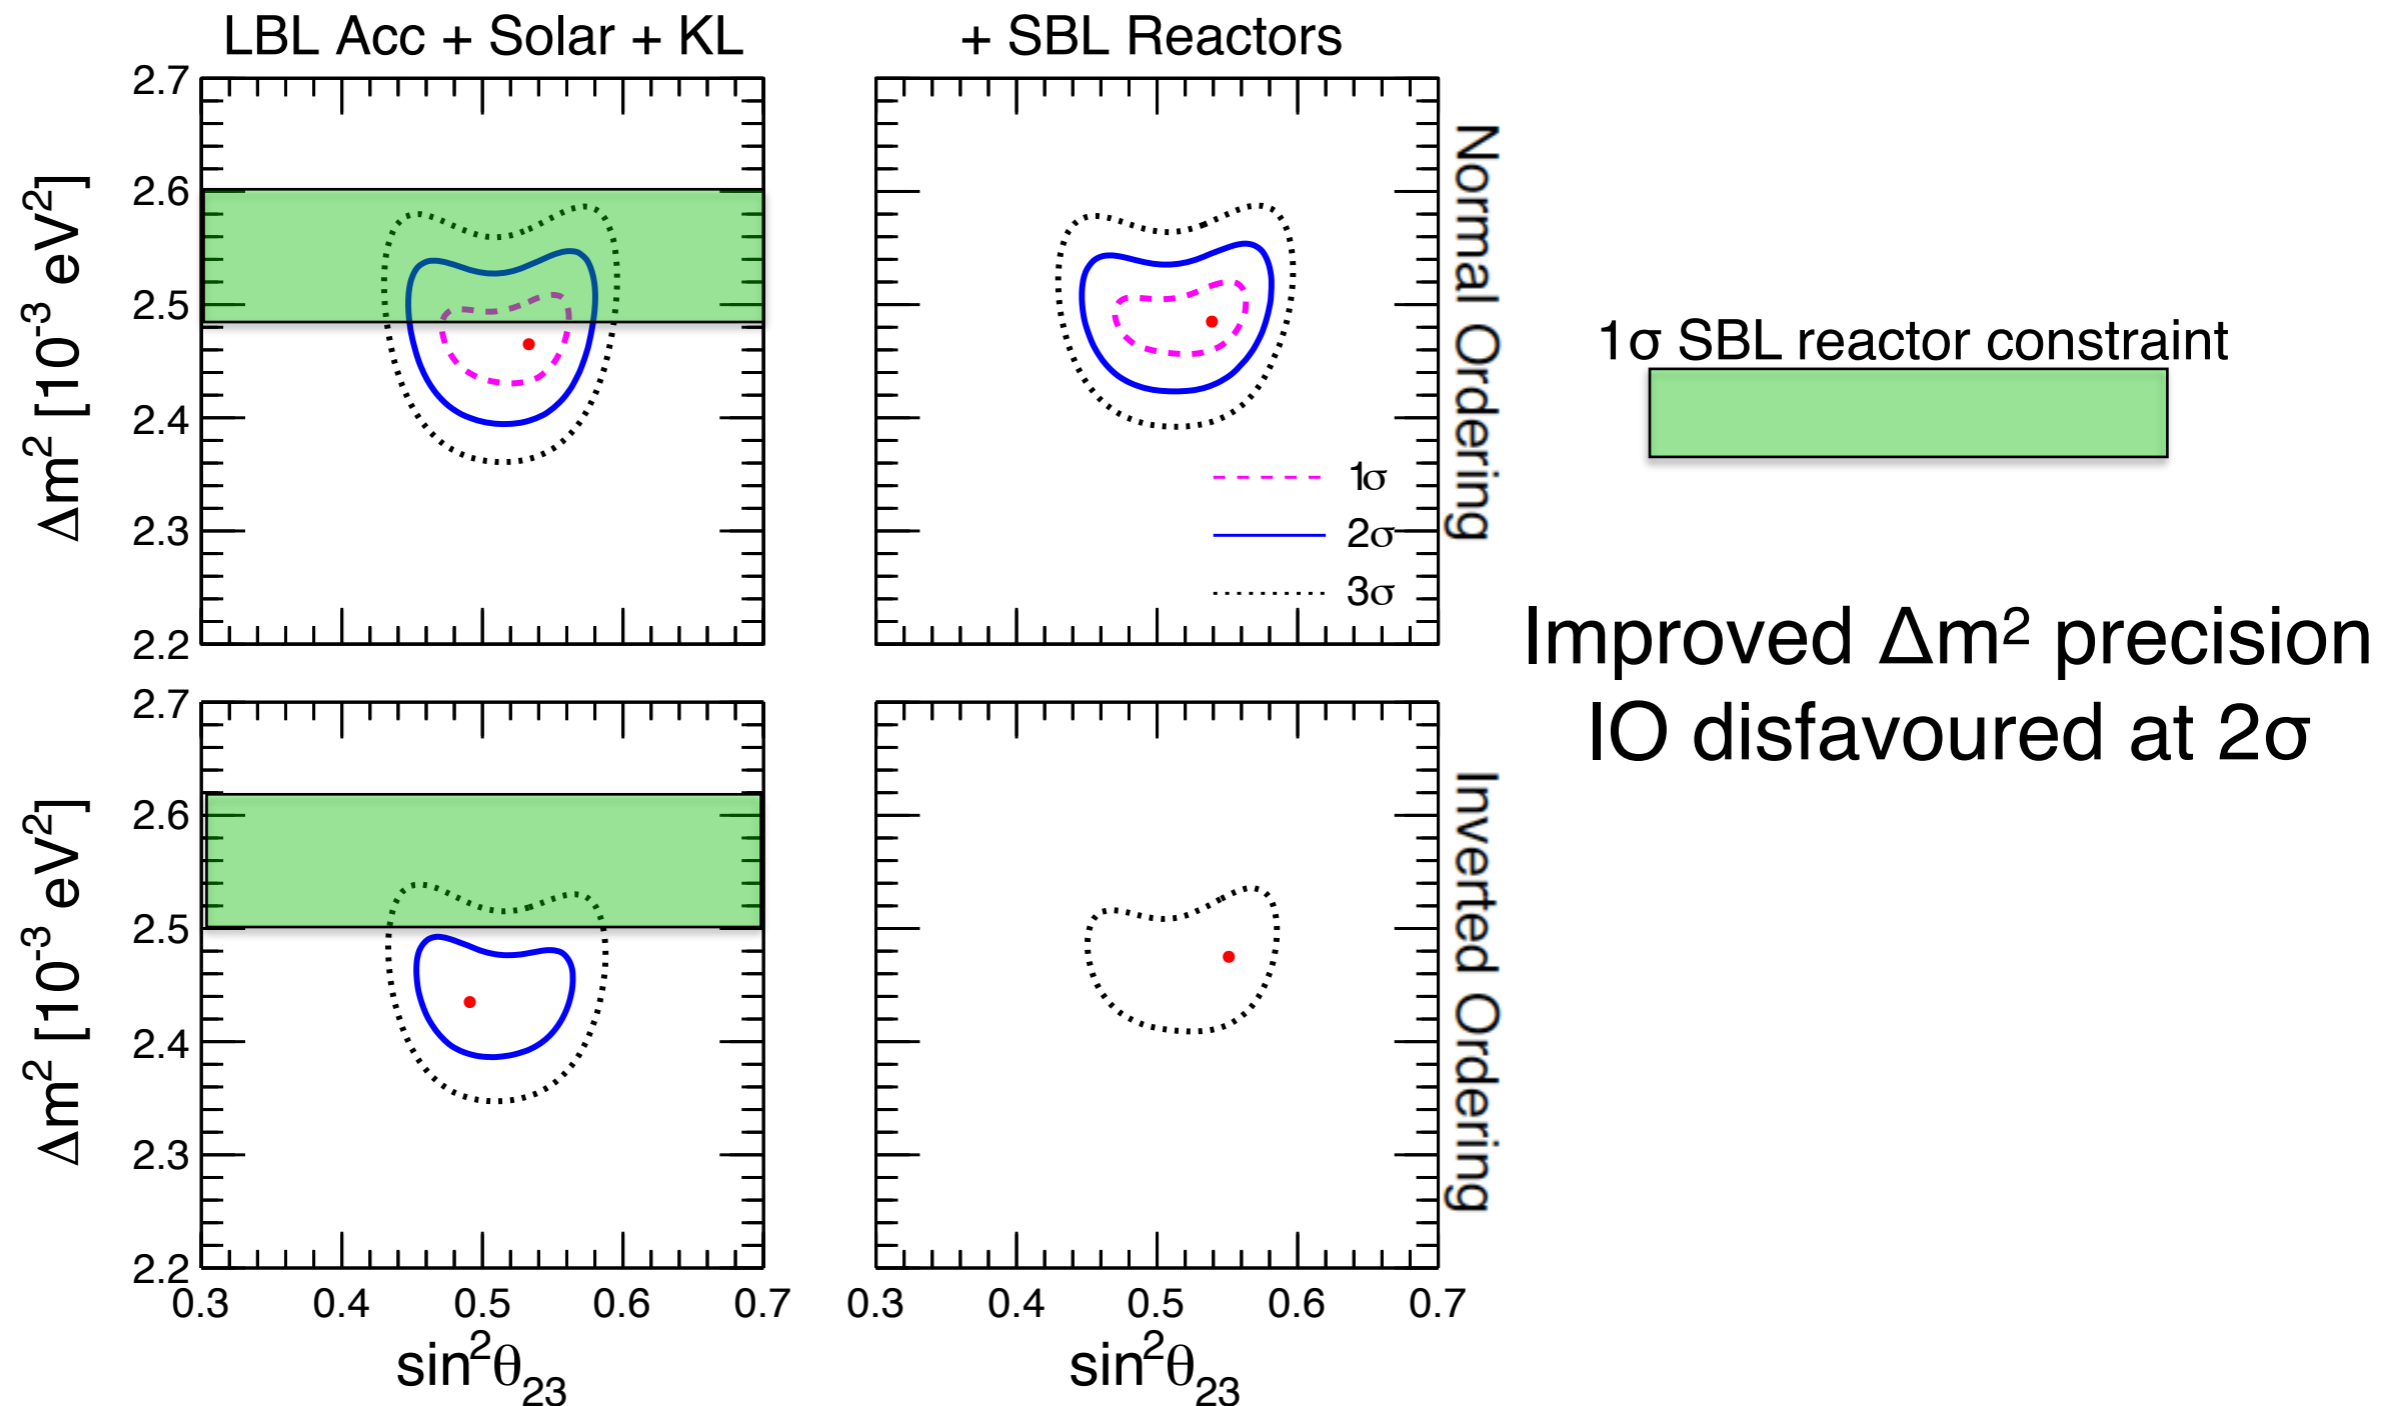 LBL Acc + Solar + KL
+ SBL Reactors
2.7
2.6
2.5
2.4
2.3
2.2
Δm² [10⁻³ eV²]
Normal Ordering
1σ
2σ
3σ
1σ SBL reactor constraint
Improved Δm² precision
IO disfavoured at 2σ
2.7
2.6
2.5
2.4
2.3
2.2
Δm² [10⁻³ eV²]
Inverted Ordering
0.3 0.4 0.5 0.6 0.7
0.3 0.4 0.5 0.6 0.7
sin²θ₂₃
sin²θ₂₃